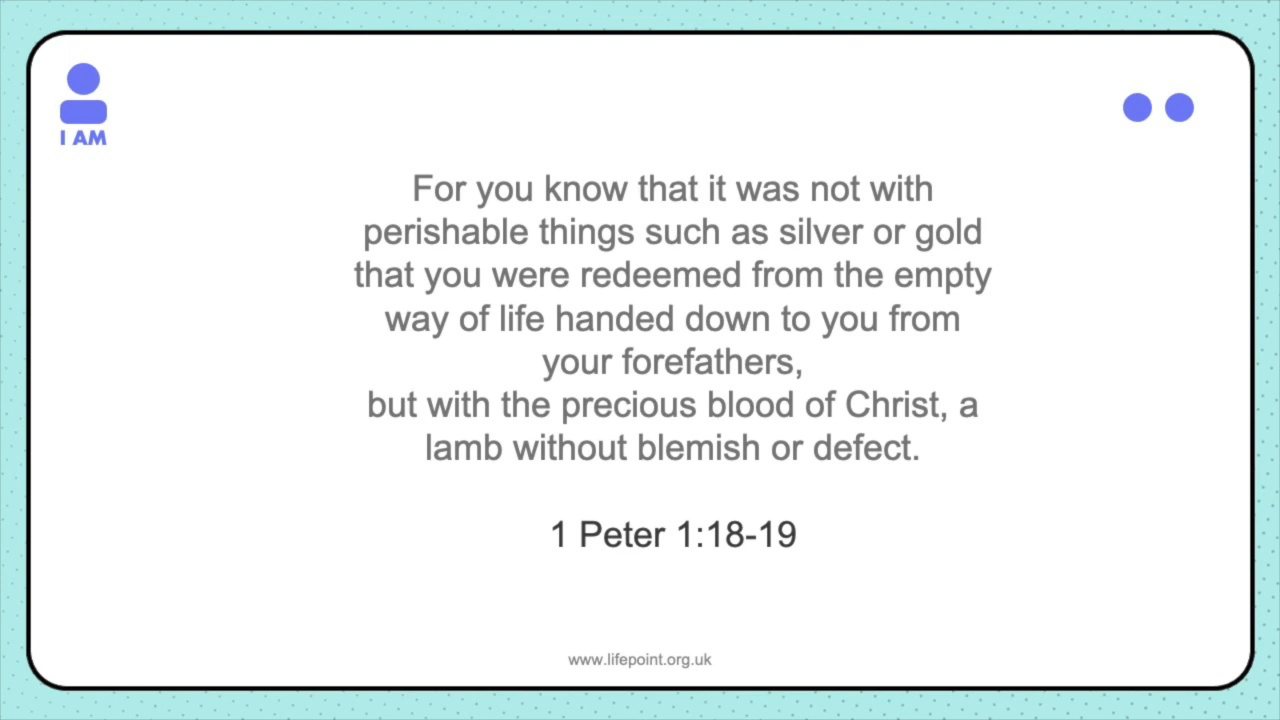 I AM
For you know that it was not with
perishable things such as silver or gold
that you were redeemed from the empty
way of life handed down to you from
your forefathers,
but with the precious blood of Christ, a
lamb without blemish or defect.
1 Peter 1:18-19
www.lifepoint.org.uk